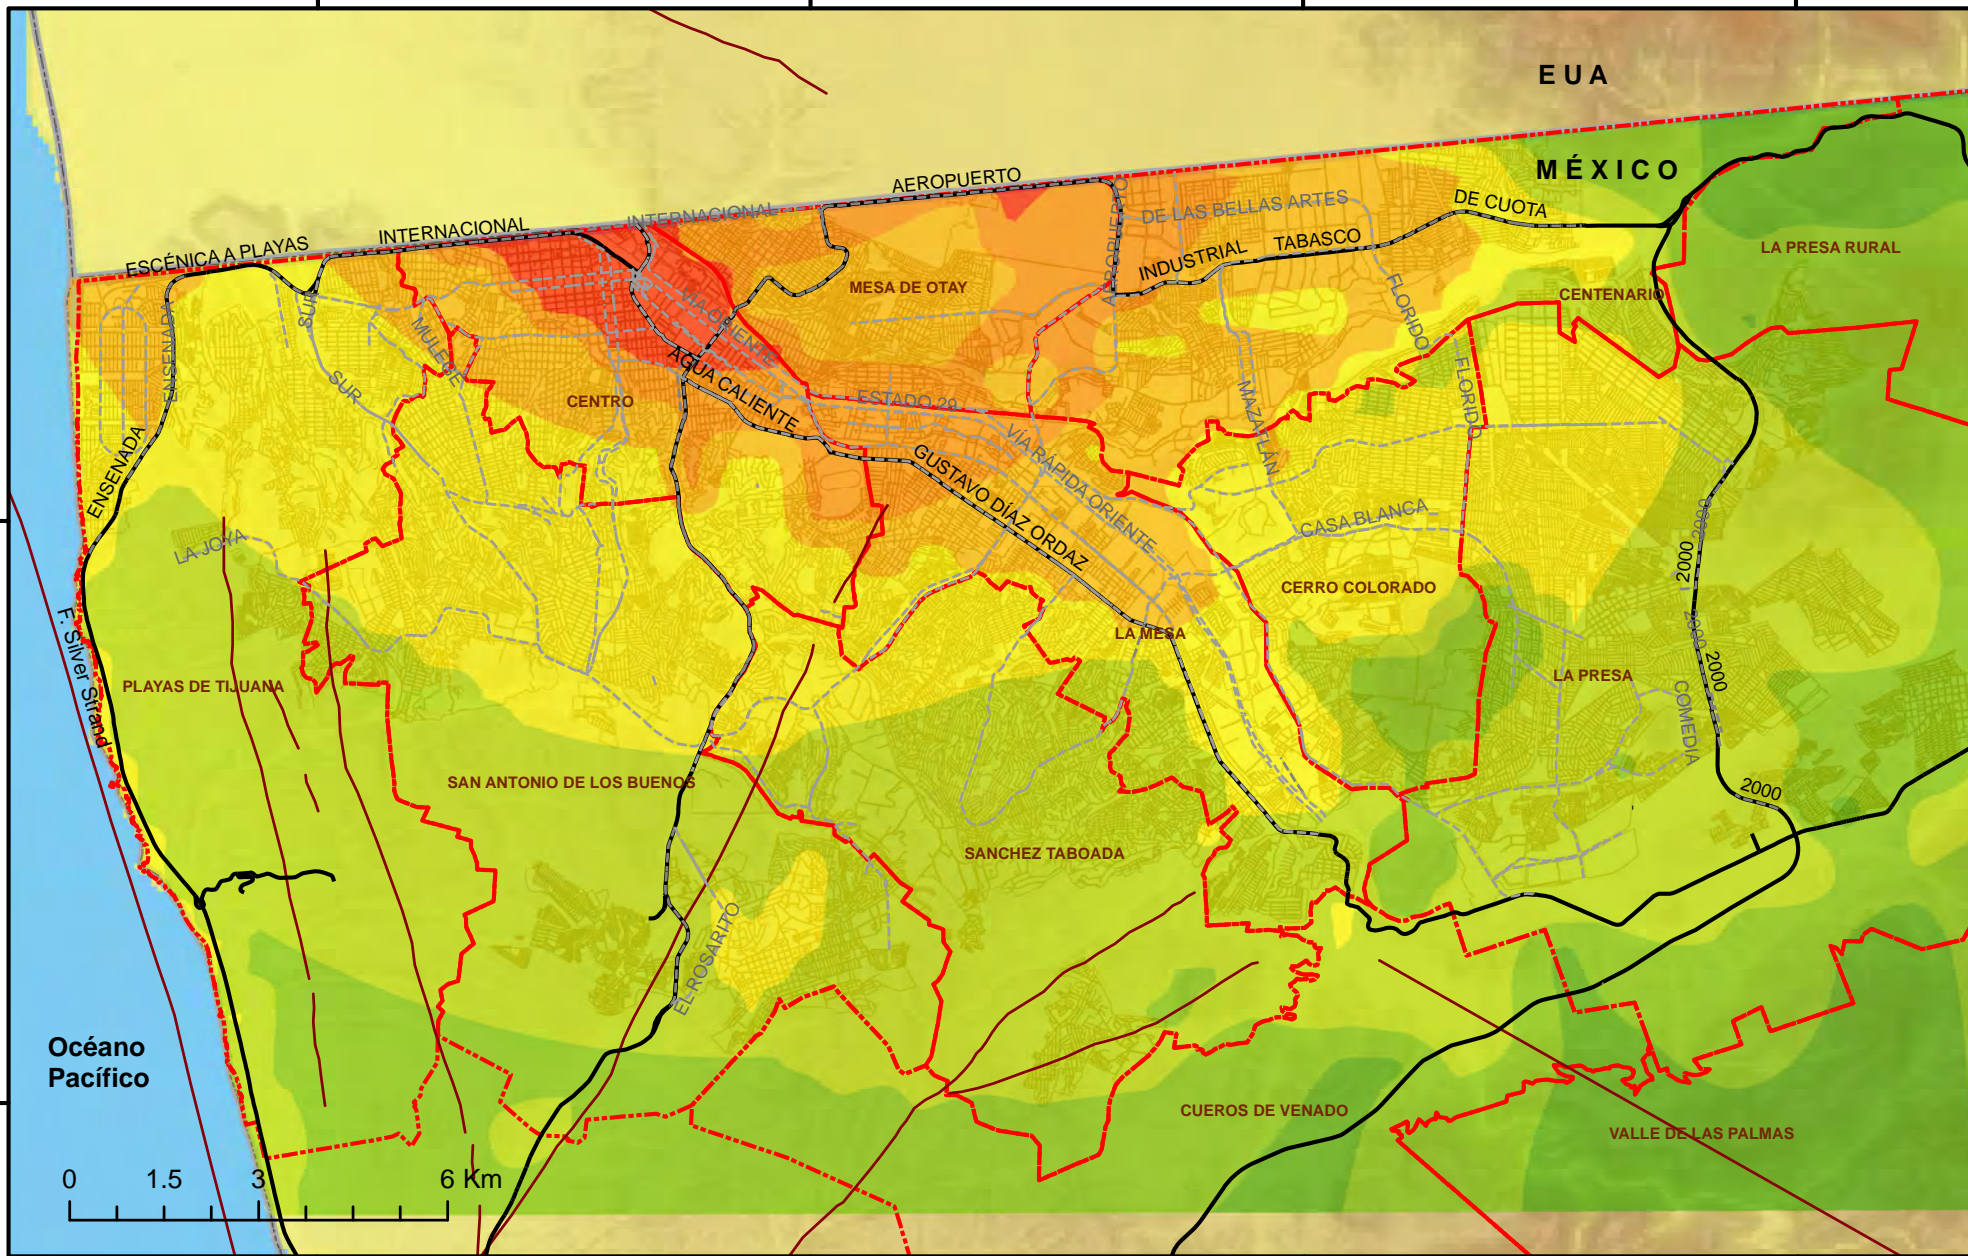 E U A
MÉXICO
AEROPUERTO
INTERNACIONAL
INTERNACIONAL
ESCÉNICA A PLAYAS
AEROPUERTO
DE LAS BELLAS ARTES
DE CUOTA
INDUSTRIAL
TABASCO
LA PRESA RURAL
MESA DE OTAY
CENTENARIO
VIA ORIENTE
FLORIDO
FLORIDO
ENSENADA
SUR
SUR
MULEGE
AGUA CALIENTE
CENTRO
ESTADO 29
MAZATLÁN
ENSENADA
VÍA RÁPIDA ORIENTE
GUSTAVO DÍAZ ORDAZ
CASA BLANCA
2000
2000
LA JOYA
CERRO COLORADO
F. Silver Strand
LA MESA
2000
2000
PLAYAS DE TIJUANA
LA PRESA
COMEDIA
SAN ANTONIO DE LOS BUENOS
2000
SANCHEZ TABOADA
EL ROSARITO
Océano
Pacífico
CUEROS DE VENADO
VALLE DE LAS PALMAS
0 1.5 3 6 Km